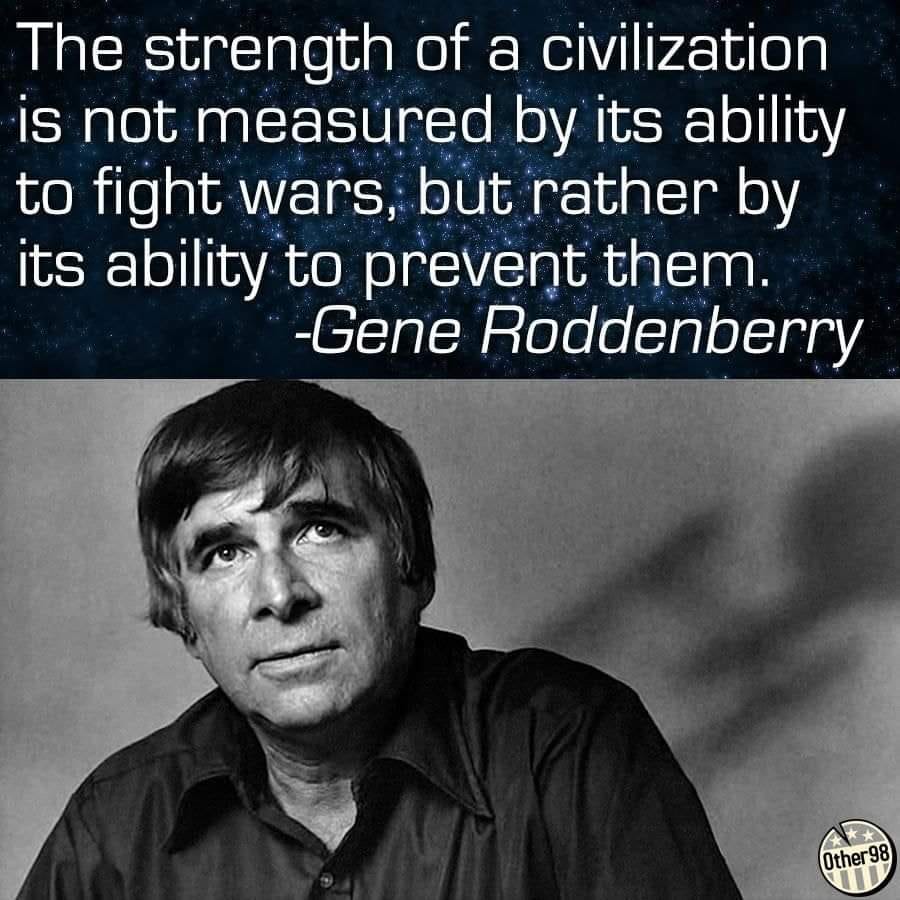 The strength of a civilization
is not measured by its ability
to fight wars, but rather by
its ability to prevent them.
-Gene Roddenberry
Other98